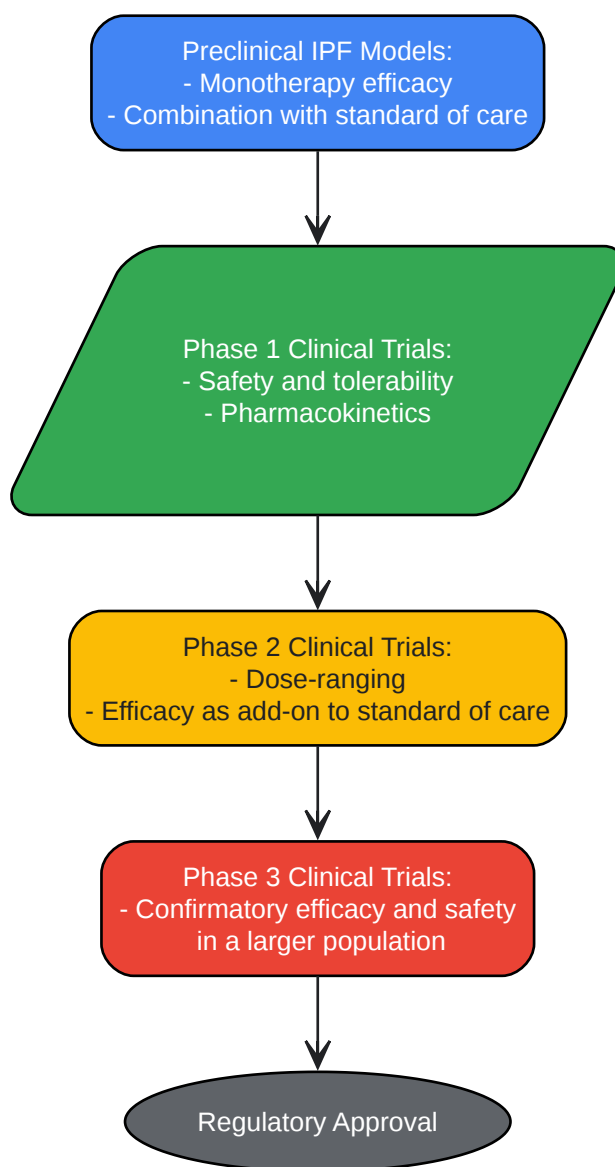 Preclinical IPF Models:
- Monotherapy efficacy
- Combination with standard of care
Phase 1 Clinical Trials:
- Safety and tolerability
- Pharmacokinetics
Phase 2 Clinical Trials:
- Dose-ranging
- Efficacy as add-on to standard of care
Phase 3 Clinical Trials:
- Confirmatory efficacy and safety
in a larger population
Regulatory Approval